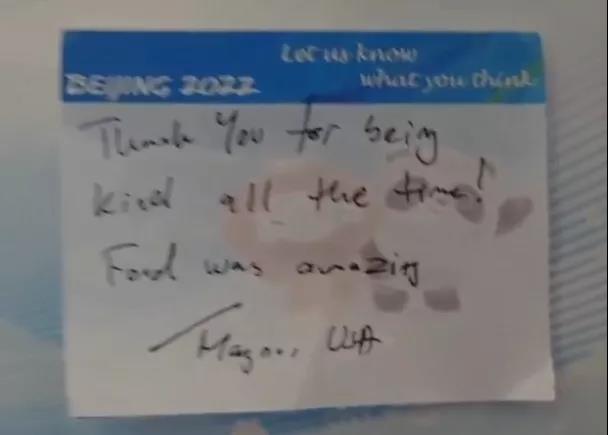 Let us know
what you think
BEIJING 2022
Thank You for being
kind all the time!
Food was amazing
USA